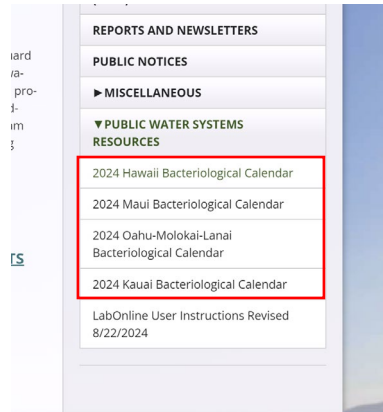 REPORTS AND NEWSLETTERS
PUBLIC NOTICES
►MISCELLANEOUS
▼PUBLIC WATER SYSTEMS
RESOURCES
2024 Hawaii Bacteriological Calendar
2024 Maui Bacteriological Calendar
2024 Oahu-Molokai-Lanai
Bacteriological Calendar
2024 Kauai Bacteriological Calendar
LabOnline User Instructions Revised
8/22/2024